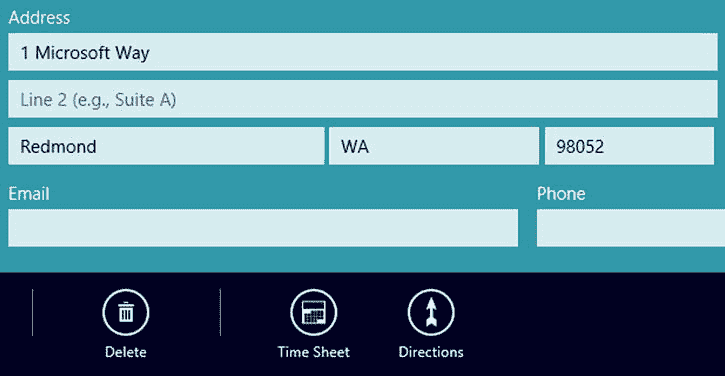 Address
1 Microsoft Way
Line 2 (e.g., Suite A)
Redmond WA 98052
Email Phone
Delete Time Sheet Directions